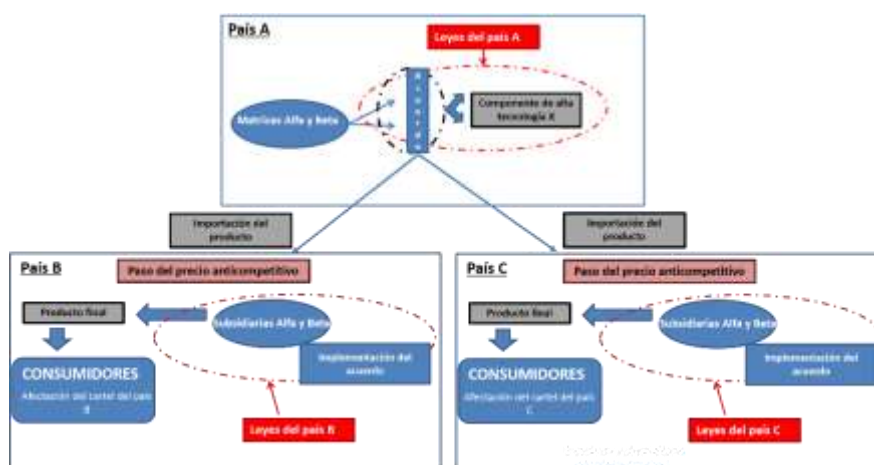 País A
Leyes del país A
Matrices Alfa y Beta
Acuerdo
Componente de alta
tecnología X
Importación del
producto
Importación del
producto
País B
Paso del precio anticompetitivo
Producto final
Subsidiarias Alfa y Beta
Implementación del
acuerdo
CONSUMIDORES
Afectación del cartel del país
B
Leyes del país B
País C
Paso del precio anticompetitivo
Producto final
Subsidiarias Alfa y Beta
Implementación del
acuerdo
CONSUMIDORES
Afectación del cartel del país
C
Leyes del país C